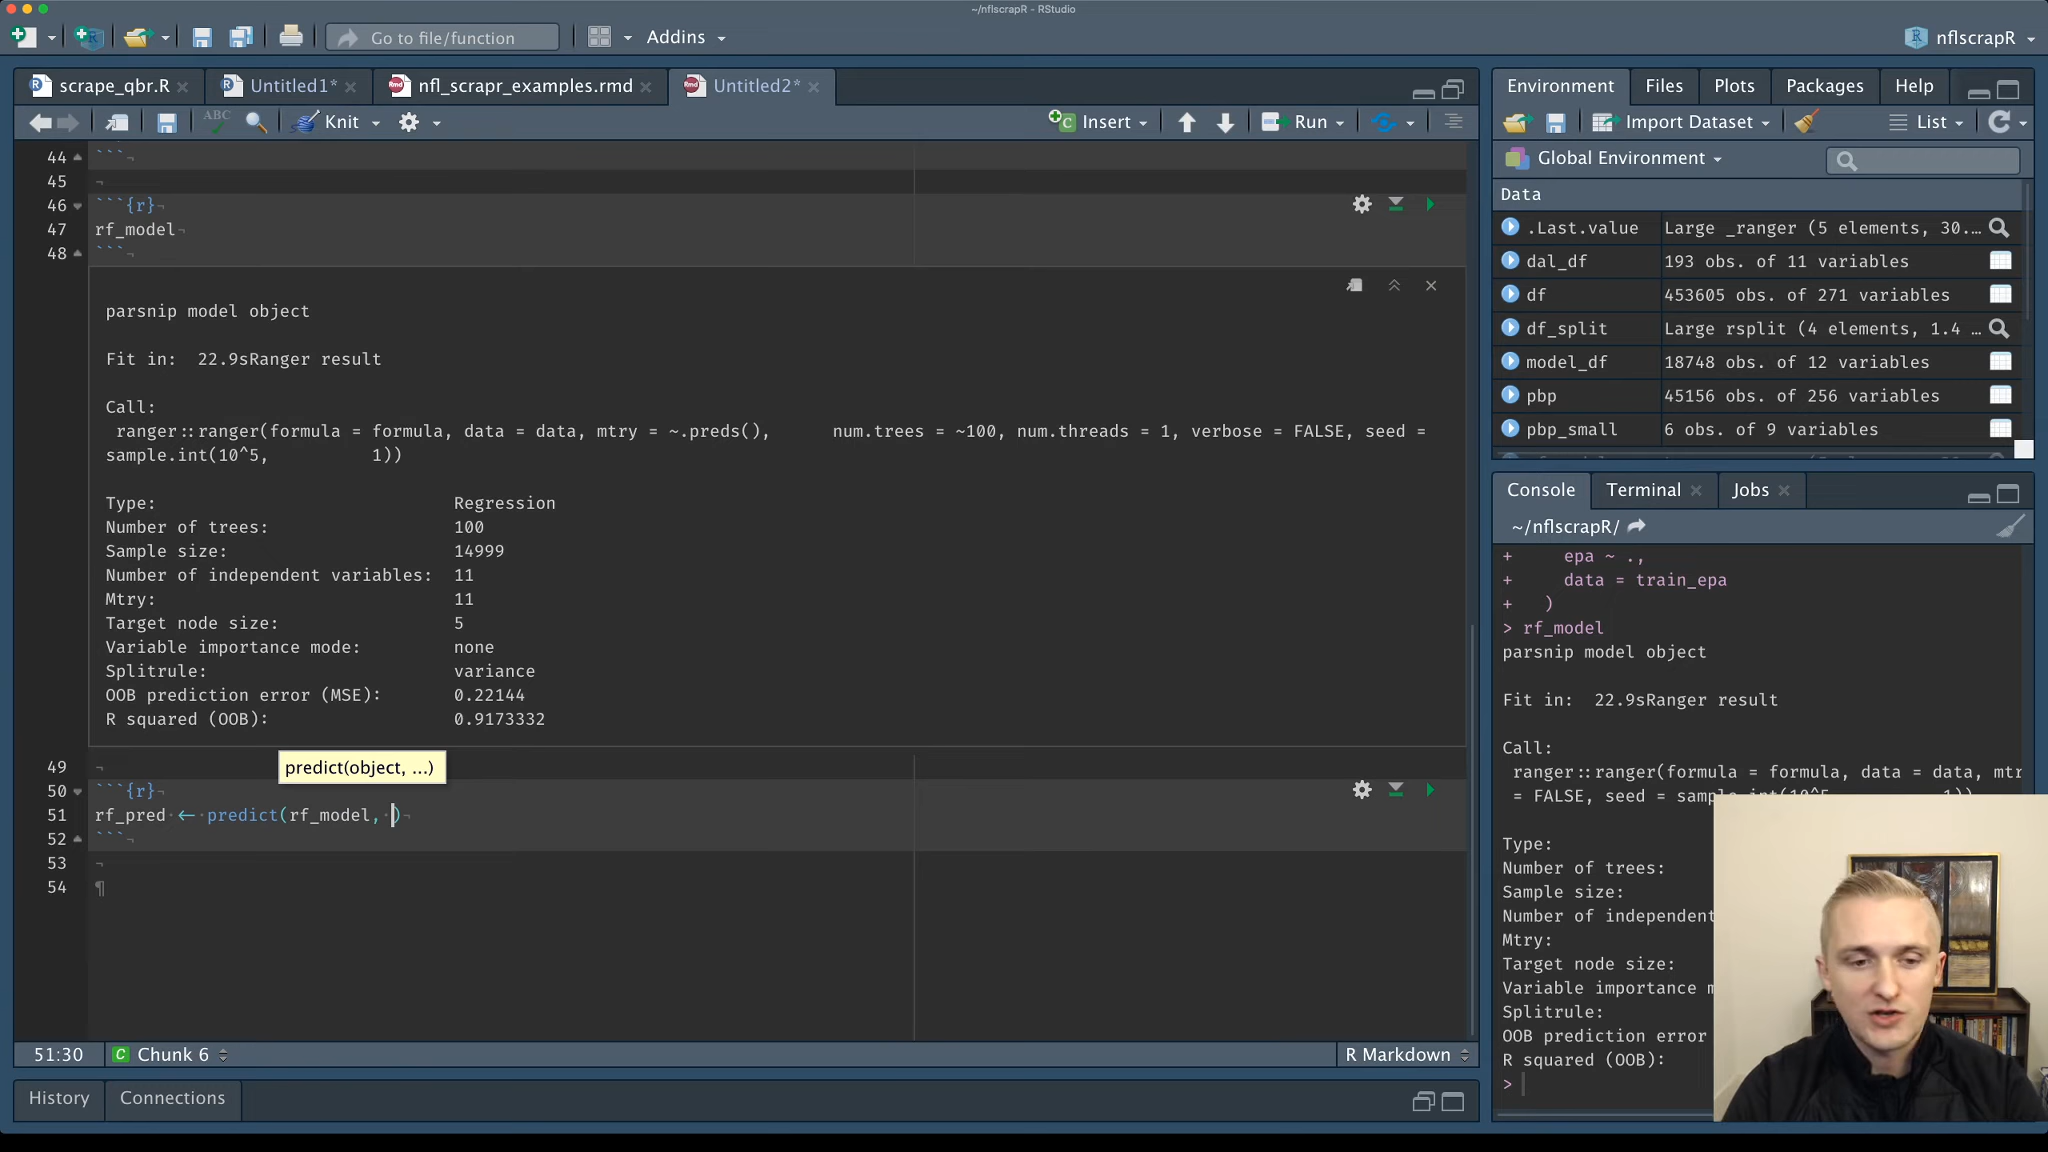 ~/nflscrapR - RStudio
Go to file/function
Addins
nflscrapR
scrape_qbr.R
Untitled1*
nfl_scrapr_examples.rmd
Untitled2*
ABC
Knit
Insert
Run
44 ```
45
46 ```{r}
47 rf_model
48 ```
parsnip model object
Fit in:  22.9sRanger result
Call:
ranger::ranger(formula = formula, data = data, mtry = ~.preds(),      num.trees = ~100, num.threads = 1, verbose = FALSE, seed =
sample.int(10^5,          1))
Type: Regression
Number of trees: 100
Sample size: 14999
Number of independent variables: 11
Mtry: 11
Target node size: 5
Variable importance mode: none
Splitrule: variance
OOB prediction error (MSE): 0.22144
R squared (OOB): 0.9173332
49
predict(object, ...)
50 ```{r}
51 rf_pred <- predict(rf_model, )
52 ```
53
54
51:30
Chunk 6
R Markdown
History
Connections
Environment
Files
Plots
Packages
Help
Import Dataset
List
Global Environment
Data
.Last.value Large _ranger (5 elements, 30.…
dal_df 193 obs. of 11 variables
df 453605 obs. of 271 variables
df_split Large rsplit (4 elements, 1.4 …
model_df 18748 obs. of 12 variables
pbp 45156 obs. of 256 variables
pbp_small 6 obs. of 9 variables
Console
Terminal
Jobs
~/nflscrapR/
+     epa ~ .,
+     data = train_epa
+   )
> rf_model
parsnip model object
Fit in:  22.9sRanger result
Call:
ranger::ranger(formula = formula, data = data, mtr
= FALSE, seed = sample.int(10^5, 1))
Type:
Number of trees:
Sample size:
Number of independent
Mtry:
Target node size:
Variable importance m
Splitrule:
OOB prediction error
R squared (OOB):
>